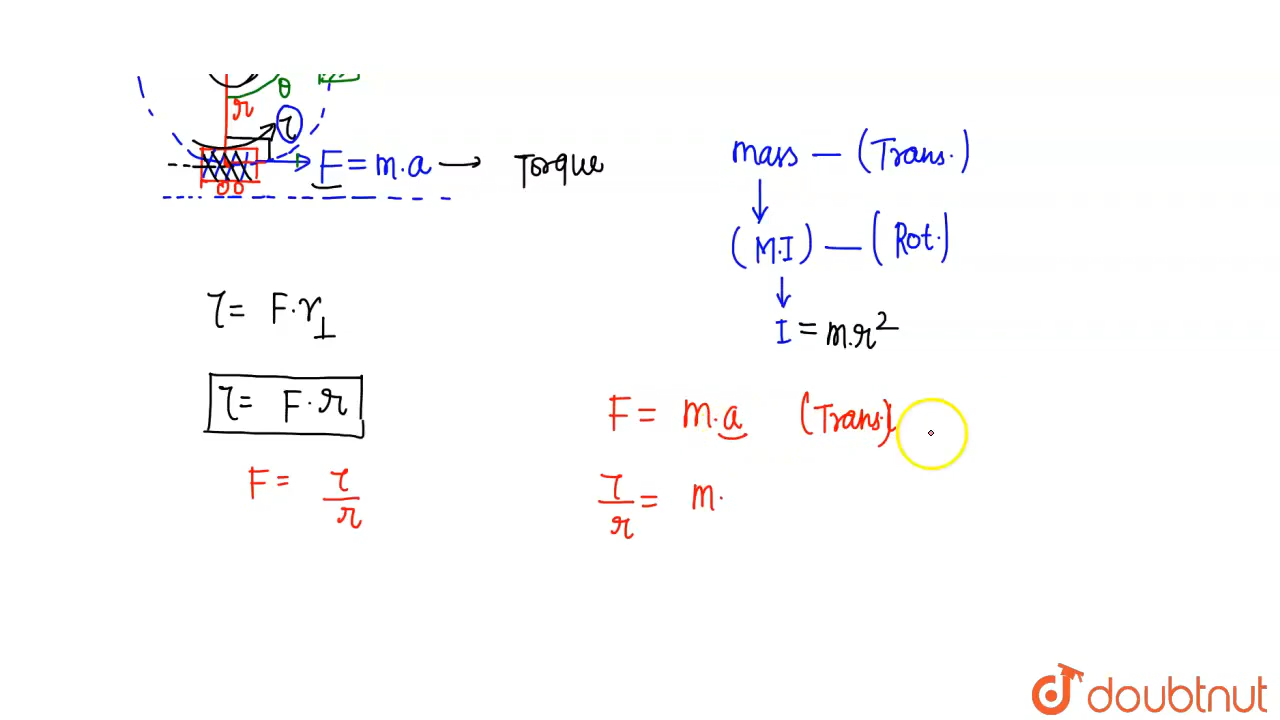 θ
r
τ
F = m.a → Torque
mass — (Trans.)
(M.I) — (Rot.)
I = m.r²
τ = F.r⊥
τ = F.r
F = m.a (Trans.)
F = τ/r
τ/r = m.
doubtnut